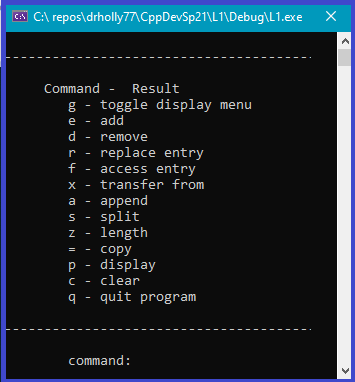 C:\ repos\drholly77\CppDevSp21\L1\Debug\L1.exe
---------------------------------------
Command -  Result
g - toggle display menu
e - add
d - remove
r - replace entry
f - access entry
x - transfer from
a - append
s - split
z - length
= - copy
p - display
c - clear
q - quit program
---------------------------------------
command: